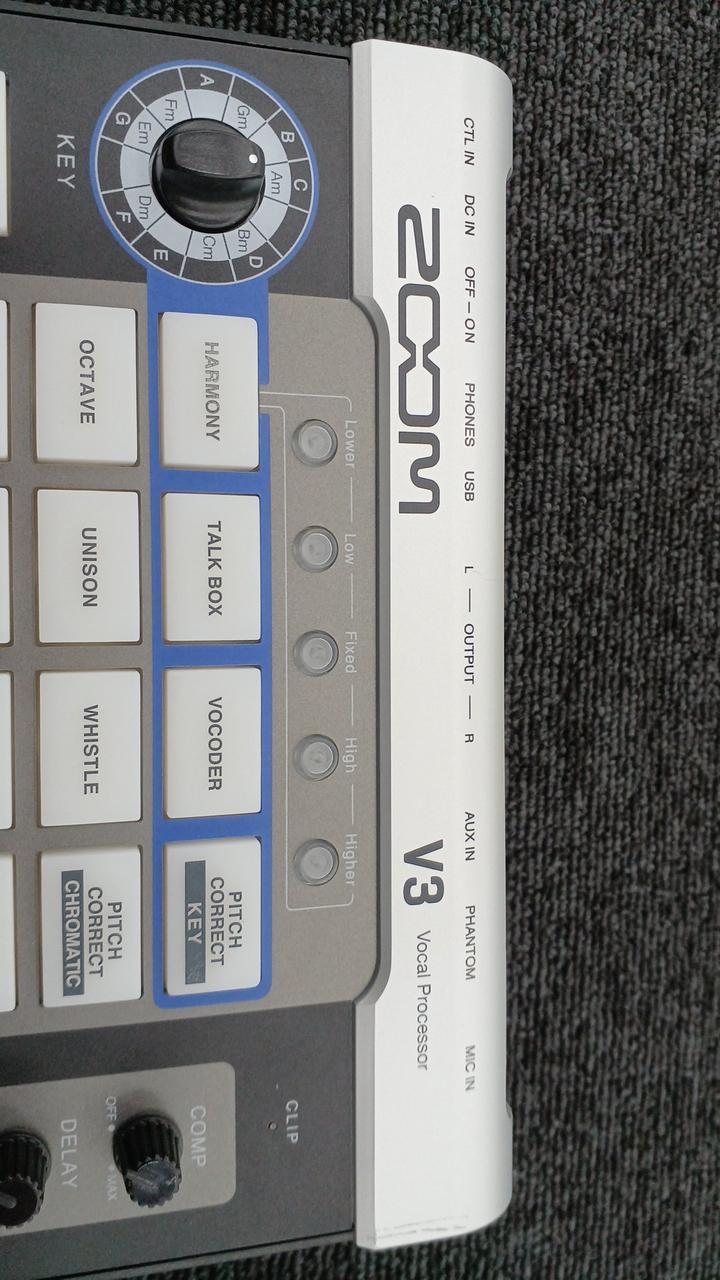 CTL IN DC IN OFF – ON PHONES USB L — OUTPUT — R AUX IN PHANTOM MIC IN
ZOOM
V3 Vocal Processor
Lower Low Fixed High Higher
A B C D E F G
Fm Gm Am Bm Cm Dm Em
KEY
HARMONY
TALK BOX
VOCODER
PITCH
CORRECT
KEY
OCTAVE
UNISON
WHISTLE
PITCH
CORRECT
CHROMATIC
CLIP
COMP
OFF MAX
DELAY